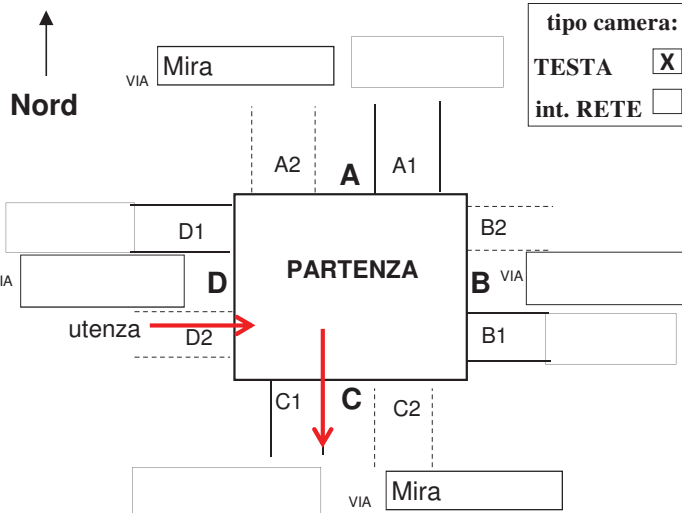 tipo camera:
VIA Mira
TESTA X
Nord
int. RETE
A2 A A1
D1 B2
PARTENZA
IA D B VIA
utenza D2 B1
C1 C C2
VIA Mira